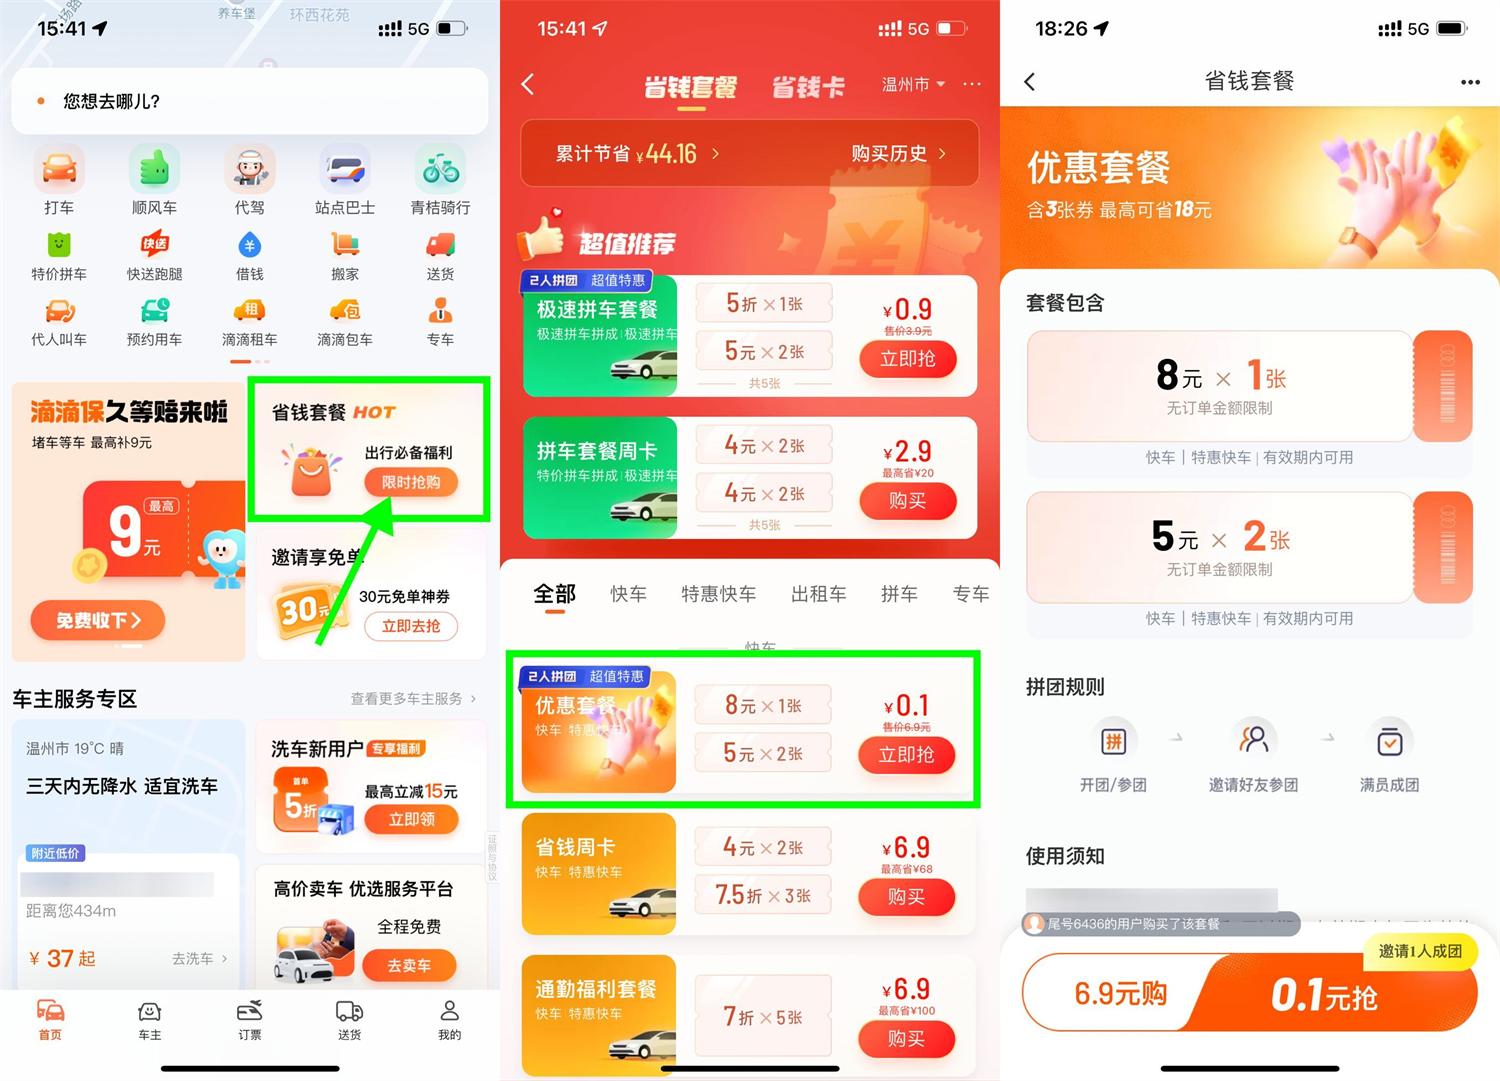 15:41
5G
养车堡
环西花苑
您想去哪儿?
打车
顺风车
代驾
站点巴士
青桔骑行
特价拼车
快送
快送跑腿
借钱
搬家
送货
代人叫车
预约用车
租
滴滴租车
滴滴包车
专车
滴滴保久等赔来啦
堵车等车 最高补9元
9元
最高
免费收下
省钱套餐 HOT
出行必备福利
限时抢购
邀请享免单
30元
30元免单神券
立即去抢
车主服务专区
查看更多车主服务
温州市 19℃ 晴
三天内无降水 适宜洗车
附近低价
距离您434m
¥ 37起
去洗车
洗车新用户
专享福利
首单
5折
最高立减15元
立即领
证照与协议
高价卖车 优选服务平台
全程免费
去卖车
首页
车主
订票
送货
我的
15:41
5G
省钱套餐
省钱卡
温州市
累计节省 ¥44.16
购买历史
超值推荐
2人拼团 超值特惠
极速拼车套餐
极速拼车拼成|极速拼车
5折×1张
5元×2张
共5张
¥0.9
售价3.9元
立即抢
拼车套餐周卡
特价拼车拼成|极速拼车
4元×2张
4元×2张
共5张
¥2.9
最高省¥20
购买
全部
快车
特惠快车
出租车
拼车
专车
快车
2人拼团 超值特惠
优惠套餐
快车 特惠快车
8元×1张
5元×2张
¥0.1
售价6.9元
立即抢
省钱周卡
快车 特惠快车
4元×2张
7.5折×3张
¥6.9
最高省¥68
购买
通勤福利套餐
快车 特惠快车
7折×5张
¥6.9
最高省¥100
购买
18:26
5G
省钱套餐
优惠套餐
含3张券 最高可省18元
套餐包含
8元 × 1张
无订单金额限制
快车 | 特惠快车 | 有效期内可用
5元 × 2张
无订单金额限制
快车 | 特惠快车 | 有效期内可用
拼团规则
拼
开团/参团
邀请好友参团
满员成团
使用须知
尾号6436的用户购买了该套餐
邀请1人成团
6.9元购
0.1元抢